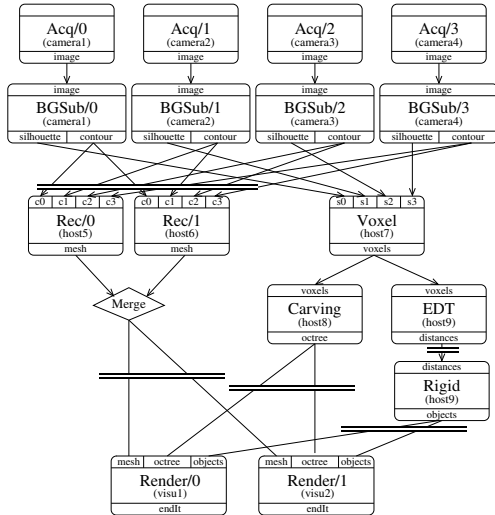 Acq/0 Acq/1 Acq/2 Acq/3
(camera1) (camera2) (camera3) (camera4)
image image image image
image image image image
BGSub/0 BGSub/1 BGSub/2 BGSub/3
(camera1) (camera2) (camera3) (camera4)
silhouette contour silhouette contour silhouette contour silhouette contour
c0 c1 c2 c3 c0 c1 c2 c3 s0 s1 s2 s3
Rec/0 Rec/1 Voxel
(host5) (host6) (host7)
mesh mesh voxels
voxels voxels
Merge Carving EDT
(host8) (host9)
octree distances
distances
Rigid
(host9)
objects
mesh octree objects mesh octree objects
Render/0 Render/1
(visu1) (visu2)
endIt endIt